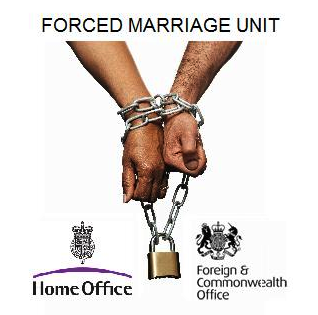 FORCED MARRIAGE UNIT
Home Office
Foreign &
Commonwealth
Office